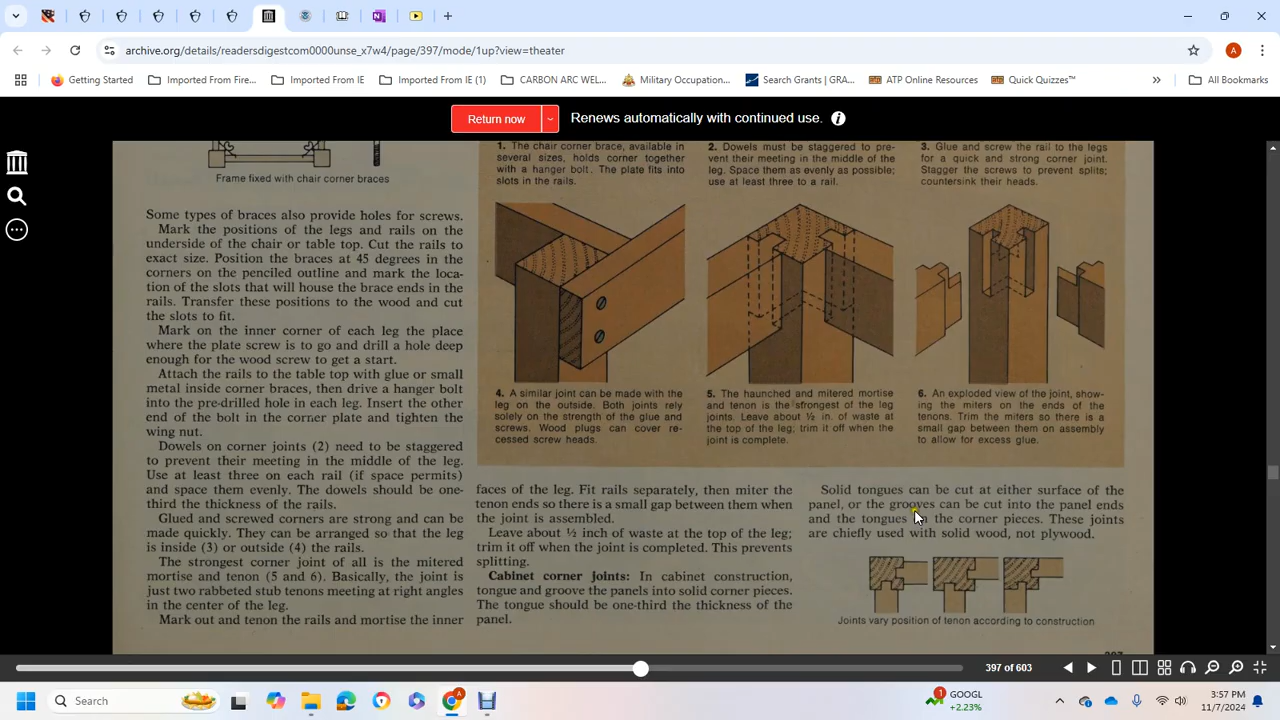 archive.org/details/readersdigestcom0000unse_x7w4/page/397/mode/1up?view=theater
A
Getting Started
Imported From Fire...
Imported From IE
Imported From IE (1)
CARBON ARC WEL...
Military Occupation...
Search Grants | GRA...
ATP Online Resources
Quick Quizzes™
All Bookmarks
Return now
Renews automatically with continued use.
Frame fixed with chair corner braces
Some types of braces also provide holes for screws.
Mark the positions of the legs and rails on the
underside of the chair or table top. Cut the rails to
exact size. Position the braces at 45 degrees in the
corners on the penciled outline and mark the loca-
tion of the slots that will house the brace ends in the
rails. Transfer these positions to the wood and cut
the slots to fit.
Mark on the inner corner of each leg the place
where the plate screw is to go and drill a hole deep
enough for the wood screw to get a start.
Attach the rails to the table top with glue or small
metal inside corner braces, then drive a hanger bolt
into the pre-drilled hole in each leg. Insert the other
end of the bolt in the corner plate and tighten the
wing nut.
Dowels on corner joints (2) need to be staggered
to prevent their meeting in the middle of the leg.
Use at least three on each rail (if space permits)
and space them evenly. The dowels should be one-
third the thickness of the rails.
Glued and screwed corners are strong and can be
made quickly. They can be arranged so that the leg
is inside (3) or outside (4) the rails.
The strongest corner joint of all is the mitered
mortise and tenon (5 and 6). Basically, the joint is
just two rabbeted stub tenons meeting at right angles
in the center of the leg.
Mark out and tenon the rails and mortise the inner
1. The chair corner brace, available in
several sizes, holds corner together
with a hanger bolt. The plate fits into
slots in the rails.
2. Dowels must be staggered to pre-
vent their meeting in the middle of the
leg. Space them as evenly as possible;
use at least three to a rail.
3. Glue and screw the rail to the legs
for a quick and strong corner joint.
Stagger the screws to prevent splits;
countersink their heads.
4. A similar joint can be made with the
leg on the outside. Both joints rely
solely on the strength of the glue and
screws. Wood plugs can cover re-
cessed screw heads.
5. The haunched and mitered mortise
and tenon is the strongest of the leg
joints. Leave about ½ in. of waste at
the top of the leg; trim it off when the
joint is complete.
6. An exploded view of the joint, show-
ing the miters on the ends of the
tenons. Trim the miters so there is a
small gap between them on assembly
to allow for excess glue.
faces of the leg. Fit rails separately, then miter the
tenon ends so there is a small gap between them when
the joint is assembled.
Leave about ½ inch of waste at the top of the leg;
trim it off when the joint is completed. This prevents
splitting.
Cabinet corner joints: In cabinet construction,
tongue and groove the panels into solid corner pieces.
The tongue should be one-third the thickness of the
panel.
Solid tongues can be cut at either surface of the
panel, or the grooves can be cut into the panel ends
and the tongues in the corner pieces. These joints
are chiefly used with solid wood, not plywood.
Joints vary position of tenon according to construction
397 of 603
Search
1
GOOGL
+2.23%
3:57 PM
11/7/2024